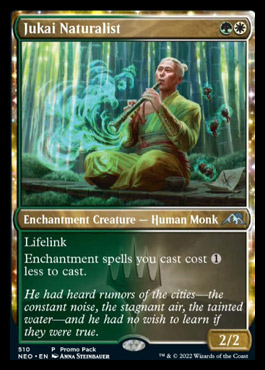 Jukai Naturalist
Enchantment Creature — Human Monk
Lifelink
Enchantment spells you cast cost 1
less to cast.
He had heard rumors of the cities—the
constant noise, the stagnant air, the tainted
water—and he had no wish to learn if
they were true.
2/2
510 P Promo Pack
NEO • EN Anna Steinbauer ™ & © 2022 Wizards of the Coast